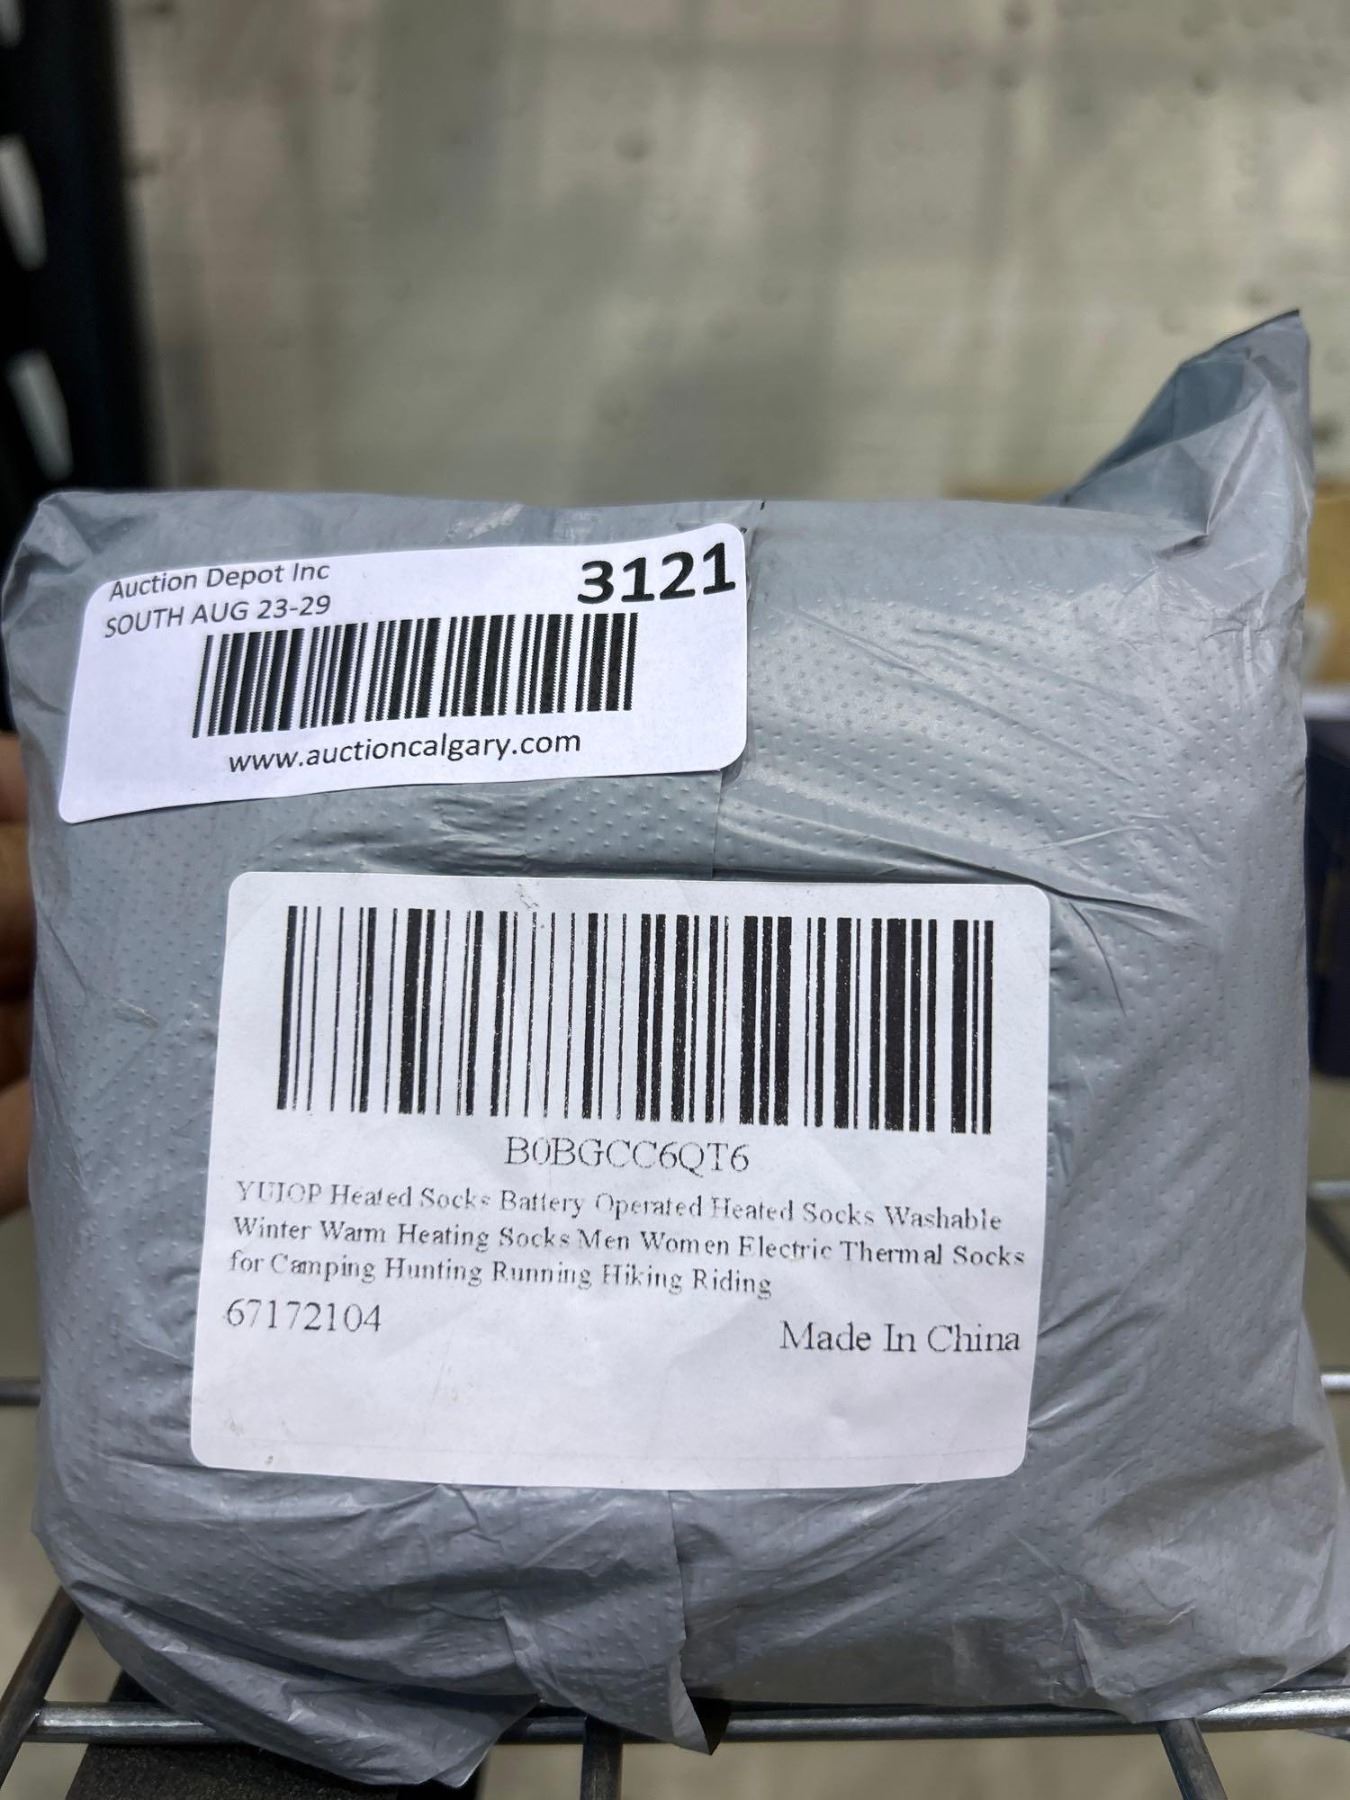 Auction Depot Inc
3121
SOUTH AUG 23-29
www.auctioncalgary.com
B0BGCC6QT6
YUJOP Heated Socks Battery Operated Heated Socks Washable
Winter Warm Heating Socks Men Women Electric Thermal Socks
for Camping Hunting Running Hiking Riding
67172104
Made In China